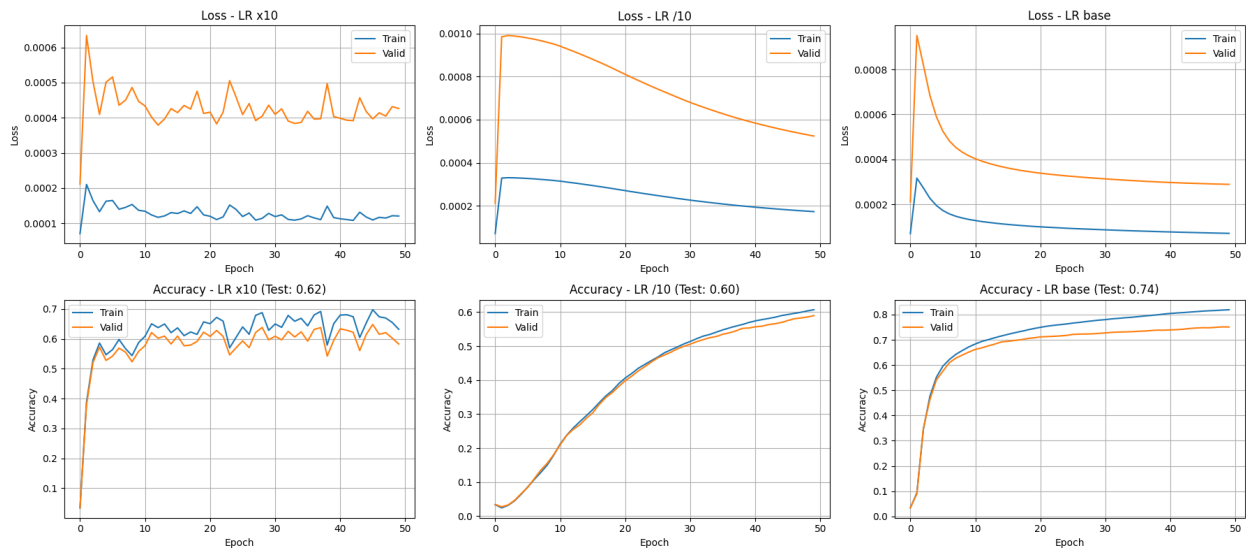 Loss - LR x10
Loss
0.0006
0.0005
0.0004
0.0003
0.0002
0.0001
Train
Valid
0 10 20 30 40 50
Epoch
Loss - LR /10
Loss
0.0010
0.0008
0.0006
0.0004
0.0002
Train
Valid
0 10 20 30 40 50
Epoch
Loss - LR base
Loss
0.0008
0.0006
0.0004
0.0002
Train
Valid
0 10 20 30 40 50
Epoch
Accuracy - LR x10 (Test: 0.62)
Accuracy
0.7
0.6
0.5
0.4
0.3
0.2
0.1
Train
Valid
0 10 20 30 40 50
Epoch
Accuracy - LR /10 (Test: 0.60)
Accuracy
0.6
0.5
0.4
0.3
0.2
0.1
0.0
Train
Valid
0 10 20 30 40 50
Epoch
Accuracy - LR base (Test: 0.74)
Accuracy
0.8
0.7
0.6
0.5
0.4
0.3
0.2
0.1
0.0
Train
Valid
0 10 20 30 40 50
Epoch